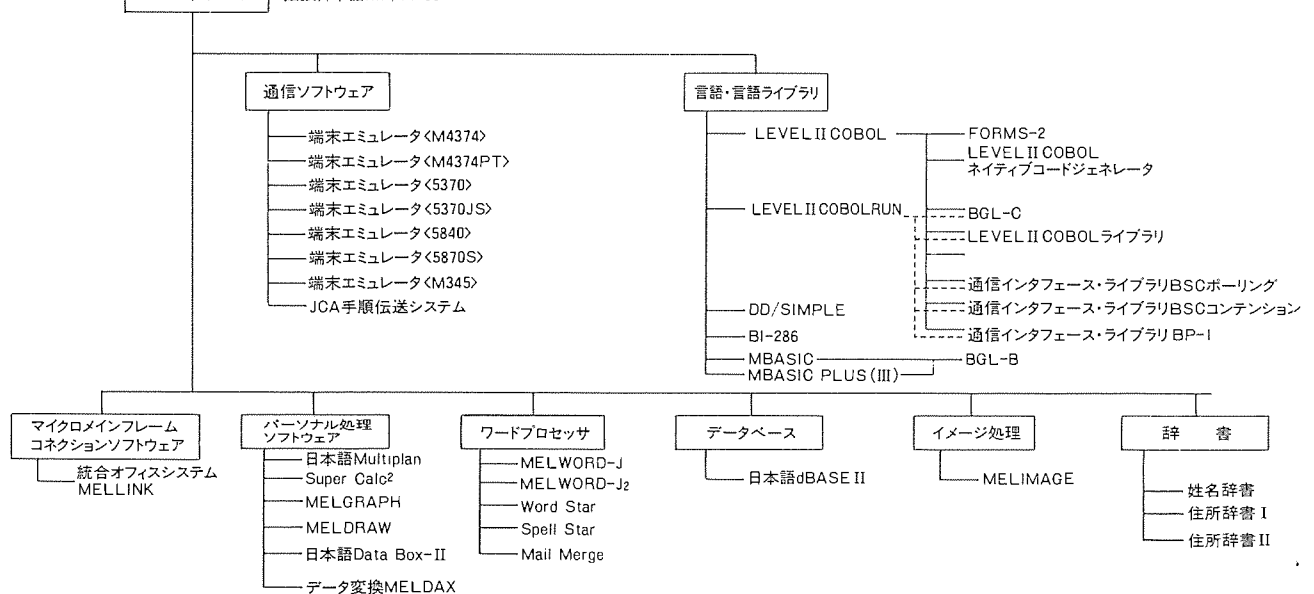 通信ソフトウェア
端末エミュレータ<M4374>
端末エミュレータ<M4374PT>
端末エミュレータ<5370>
端末エミュレータ<5370JS>
端末エミュレータ<5840>
端末エミュレータ<5870S>
端末エミュレータ<M345>
JCA手順伝送システム
言語・言語ライブラリ
LEVEL II COBOL
FORMS-2
LEVEL II COBOL
ネイティブコードジェネレータ
LEVEL II COBOLRUN
BGL-C
LEVEL II COBOLライブラリ
通信インタフェース・ライブラリBSCポーリング
通信インタフェース・ライブラリBSCコンテンション
通信インタフェース・ライブラリBP-1
DD/SIMPLE
BI-286
MBASIC
BGL-B
MBASIC PLUS(III)
マイクロメインフレーム
コネクションソフトウェア
統合オフィスシステム
MELLINK
パーソナル処理
ソフトウェア
日本語Multiplan
Super Calc²
MELGRAPH
MELDRAW
日本語Data Box-II
データ変換MELDAX
ワードプロセッサ
MELWORD-J
MELWORD-J₂
Word Star
Spell Star
Mail Merge
データベース
日本語dBASE II
イメージ処理
MELIMAGE
辞書
姓名辞書
住所辞書 I
住所辞書 II